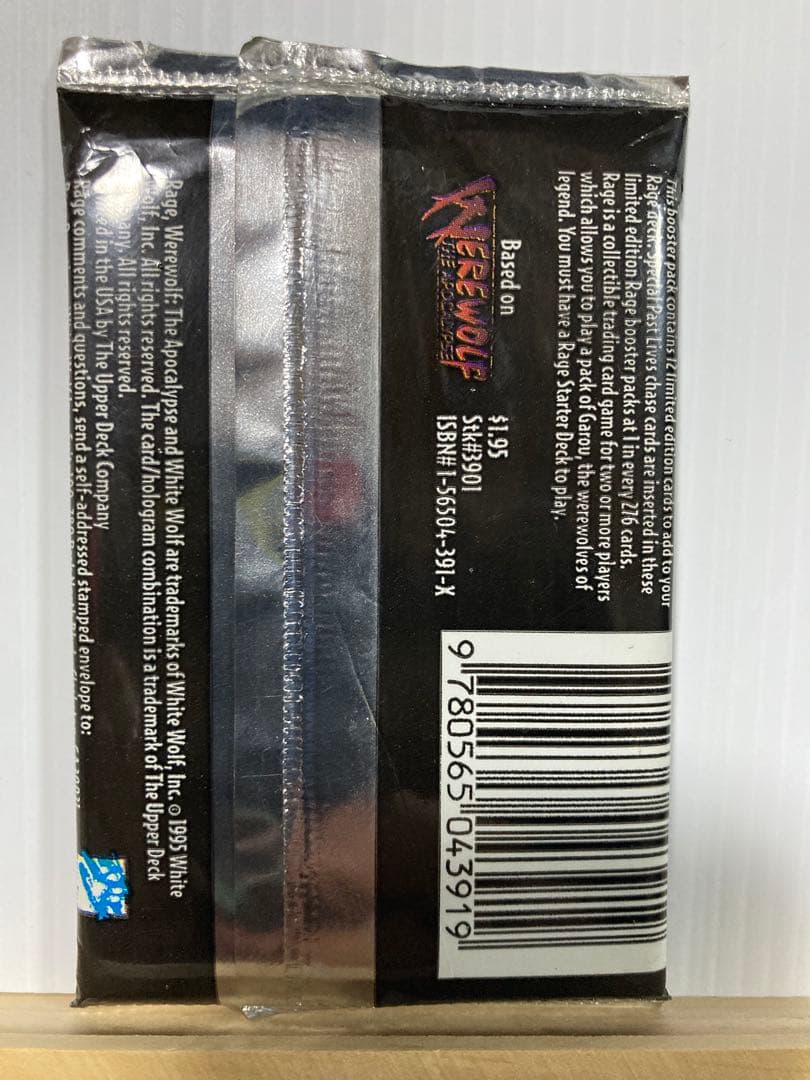 This booster pack contains 12 limited edition cards to add to your
Rage deck. Special Past Lives chase cards are inserted in these
limited edition Rage booster packs at 1 in every 216 cards.
Rage is a collectible trading card game for two or more players
which allows you to play a pack of Garou, the werewolves of
legend. You must have a Rage Starter Deck to play.
Based on
WEREWOLF
THE APOCALYPSE
$1.95
Stk#3901
ISBN# 1-56504-391-X
9 780565 043919
Rage, Werewolf: The Apocalypse and White Wolf are trademarks of White Wolf, Inc. © 1995 White
Wolf, Inc. All rights reserved. The card/hologram combination is a trademark of The Upper Deck
All rights reserved.
in the USA by The Upper Deck Company
Rage comments and questions, send a self-addressed stamped envelope to: